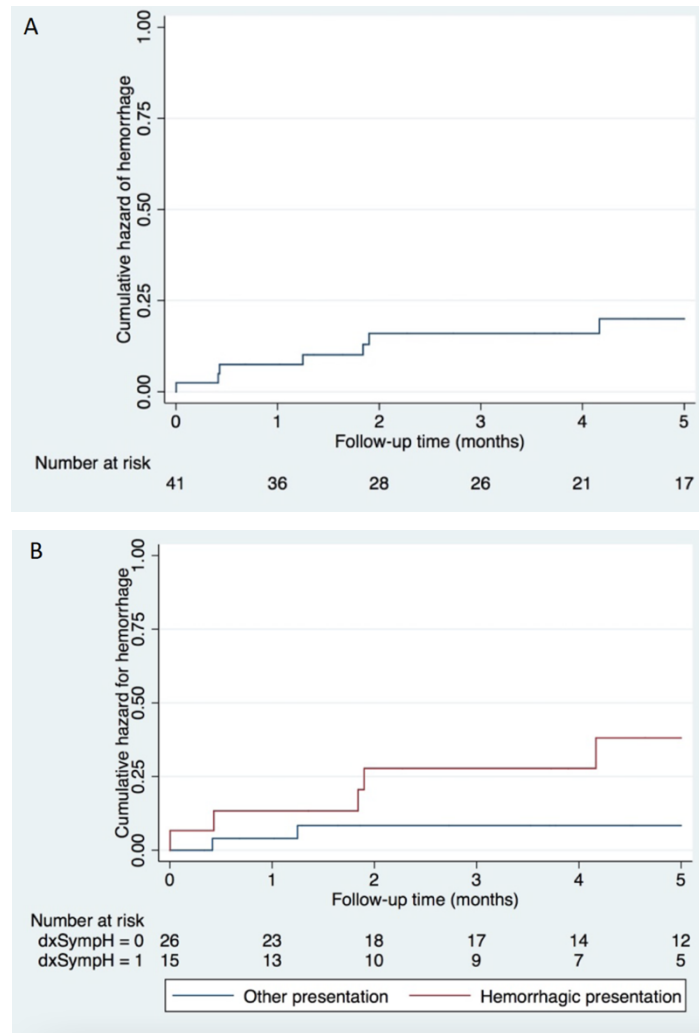 A
Cumulative hazard of hemorrhage
1.00
0.75
0.50
0.25
0.00
0 1 2 3 4 5
Follow-up time (months)
Number at risk
41 36 28 26 21 17
B
Cumulative hazard for hemorrhage
1.00
0.75
0.50
0.25
0.00
0 1 2 3 4 5
Follow-up time (months)
Number at risk
dxSympH = 0 26 23 18 17 14 12
dxSympH = 1 15 13 10 9 7 5
Other presentation Hemorrhagic presentation